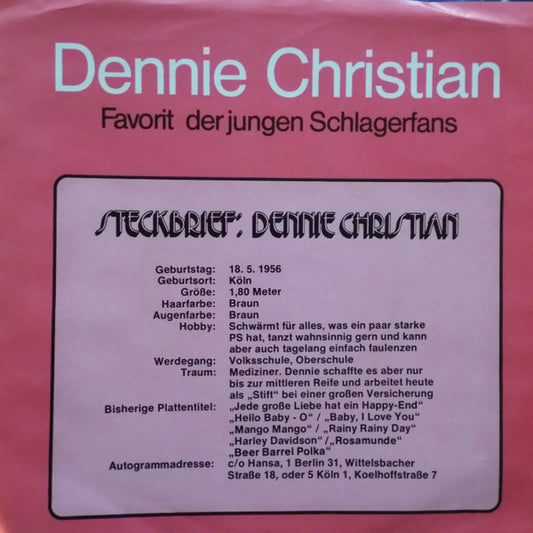 Dennie Christian
Favorit der jungen Schlagerfans
STECKBRIEF: DENNIE CHRISTIAN
Geburtstag: 18. 5. 1956
Geburtsort: Köln
Größe: 1,80 Meter
Haarfarbe: Braun
Augenfarbe: Braun
Hobby: Schwärmt für alles, was ein paar starke
PS hat, tanzt wahnsinnig gern und kann
aber auch tagelang einfach faulenzen
Werdegang: Volksschule, Oberschule
Traum: Mediziner. Dennie schaffte es aber nur
bis zur mittleren Reife und arbeitet heute
als „Stift“ bei einer großen Versicherung
Bisherige Plattentitel: „Jede große Liebe hat ein Happy-End“
„Hello Baby - O“ / „Baby, I Love You“
„Mango Mango“ / „Rainy Rainy Day“
„Harley Davidson“ / „Rosamunde“
„Beer Barrel Polka“
Autogrammadresse: c/o Hansa, 1 Berlin 31, Wittelsbacher
Straße 18, oder 5 Köln 1, Koelhoffstraße 7